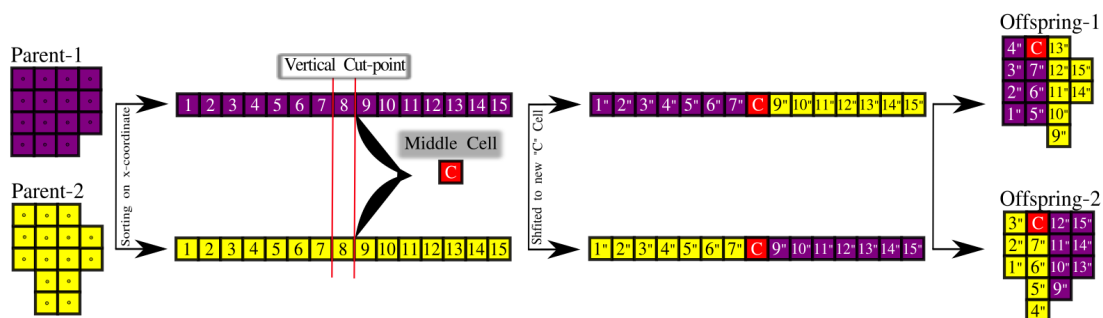 Parent-1
Vertical Cut-point
1 2 3 4 5 6 7 8 9 10 11 12 13 14 15
Sorting on x-coordinate
Middle Cell
C
Parent-2
1 2 3 4 5 6 7 8 9 10 11 12 13 14 15
1" 2" 3" 4" 5" 6" 7" C 9" 10" 11" 12" 13" 14" 15"
Shfited to new "C" Cell
1" 2" 3" 4" 5" 6" 7" C 9" 10" 11" 12" 13" 14" 15"
Offspring-1
4" C 13"
3" 7" 12" 15"
2" 6" 11" 14"
1" 5" 10"
9"
Offspring-2
3" C 12" 15"
2" 7" 11" 14"
1" 6" 10" 13"
5" 9"
4"